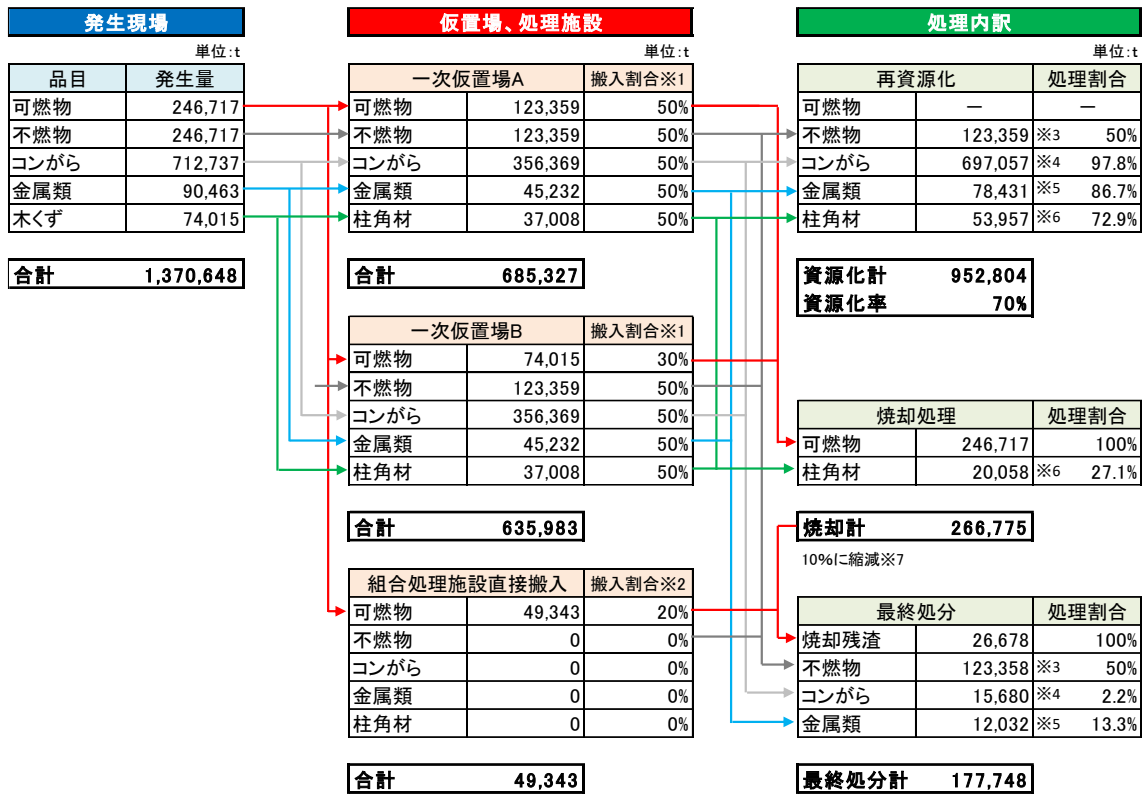 発生現場
単位:t
品目 発生量
可燃物 246,717
不燃物 246,717
コンがら 712,737
金属類 90,463
木くず 74,015
合計 1,370,648
仮置場、処理施設
単位:t
一次仮置場A 搬入割合※1
可燃物 123,359 50%
不燃物 123,359 50%
コンがら 356,369 50%
金属類 45,232 50%
柱角材 37,008 50%
合計 685,327
一次仮置場B 搬入割合※1
可燃物 74,015 30%
不燃物 123,359 50%
コンがら 356,369 50%
金属類 45,232 50%
柱角材 37,008 50%
合計 635,983
組合処理施設直接搬入 搬入割合※2
可燃物 49,343 20%
不燃物 0 0%
コンがら 0 0%
金属類 0 0%
柱角材 0 0%
合計 49,343
処理内訳
単位:t
再資源化 処理割合
可燃物 － －
不燃物 123,359 ※3 50%
コンがら 697,057 ※4 97.8%
金属類 78,431 ※5 86.7%
柱角材 53,957 ※6 72.9%
資源化計 952,804
資源化率 70%
焼却処理 処理割合
可燃物 246,717 100%
柱角材 20,058 ※6 27.1%
焼却計 266,775
10%に縮減※7
最終処分 処理割合
焼却残渣 26,678 100%
不燃物 123,358 ※3 50%
コンがら 15,680 ※4 2.2%
金属類 12,032 ※5 13.3%
最終処分計 177,748